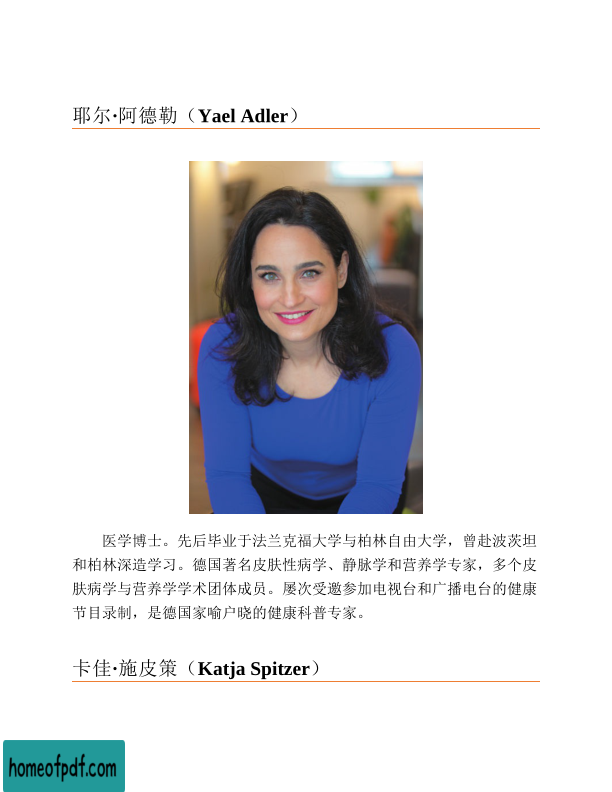 耶尔·阿德勒（Yael Adler）
医学博士。先后毕业于法兰克福大学与柏林自由大学，曾赴波茨坦
和柏林深造学习。德国著名皮肤性病学、静脉学和营养学专家，多个皮
肤病学与营养学学术团体成员。屡次受邀参加电视台和广播电台的健康
节目录制，是德国家喻户晓的健康科普专家。
卡佳·施皮策（Katja Spitzer）
homeofpdf.com